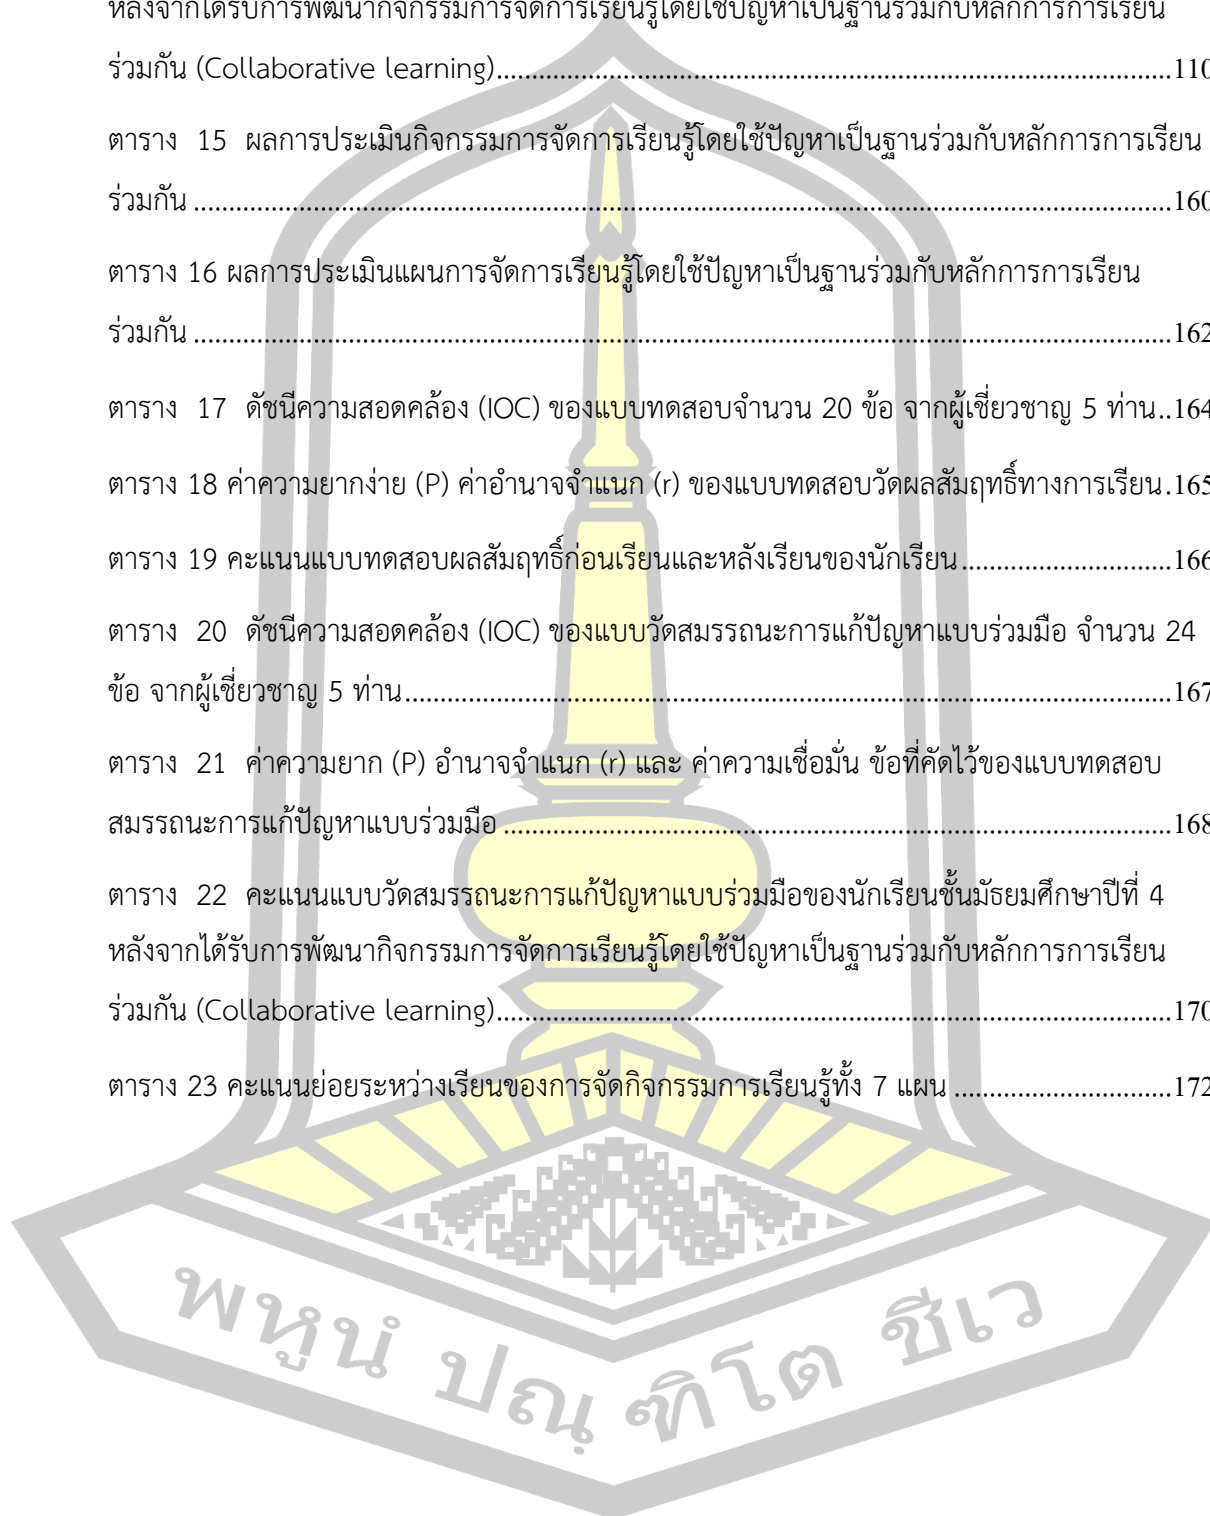 หลังจากได้รับการพัฒนากิจกรรมการจัดการเรียนรู้โดยใช้ปัญหาเป็นฐานร่วมกับหลักการการเรียน
ร่วมกัน (Collaborative learning)....................................................................................................110
ตาราง 15 ผลการประเมินกิจกรรมการจัดการเรียนรู้โดยใช้ปัญหาเป็นฐานร่วมกับหลักการการเรียน
ร่วมกัน ....................................................................................................160
ตาราง 16 ผลการประเมินแผนการจัดการเรียนรู้โดยใช้ปัญหาเป็นฐานร่วมกับหลักการการเรียน
ร่วมกัน ....................................................................................................162
ตาราง 17 ดัชนีความสอดคล้อง (IOC) ของแบบทดสอบจำนวน 20 ข้อ จากผู้เชี่ยวชาญ 5 ท่าน..164
ตาราง 18 ค่าความยากง่าย (P) ค่าอำนาจจำแนก (r) ของแบบทดสอบวัดผลสัมฤทธิ์ทางการเรียน.165
ตาราง 19 คะแนนแบบทดสอบผลสัมฤทธิ์ก่อนเรียนและหลังเรียนของนักเรียน ..............................166
ตาราง 20 ดัชนีความสอดคล้อง (IOC) ของแบบวัดสมรรถนะการแก้ปัญหาแบบร่วมมือ จำนวน 24
ข้อ จากผู้เชี่ยวชาญ 5 ท่าน....................................................................................................167
ตาราง 21 ค่าความยาก (P) อำนาจจำแนก (r) และ ค่าความเชื่อมั่น ข้อที่คัดไว้ของแบบทดสอบ
สมรรถนะการแก้ปัญหาแบบร่วมมือ ....................................................................................................168
ตาราง 22 คะแนนแบบวัดสมรรถนะการแก้ปัญหาแบบร่วมมือของนักเรียนชั้นมัธยมศึกษาปีที่ 4
หลังจากได้รับการพัฒนากิจกรรมการจัดการเรียนรู้โดยใช้ปัญหาเป็นฐานร่วมกับหลักการการเรียน
ร่วมกัน (Collaborative learning)....................................................................................................170
ตาราง 23 คะแนนย่อยระหว่างเรียนของการจัดกิจกรรมการเรียนรู้ทั้ง 7 แผน ...............................172
พหูนํ ปณฺฑิโต ชีเว